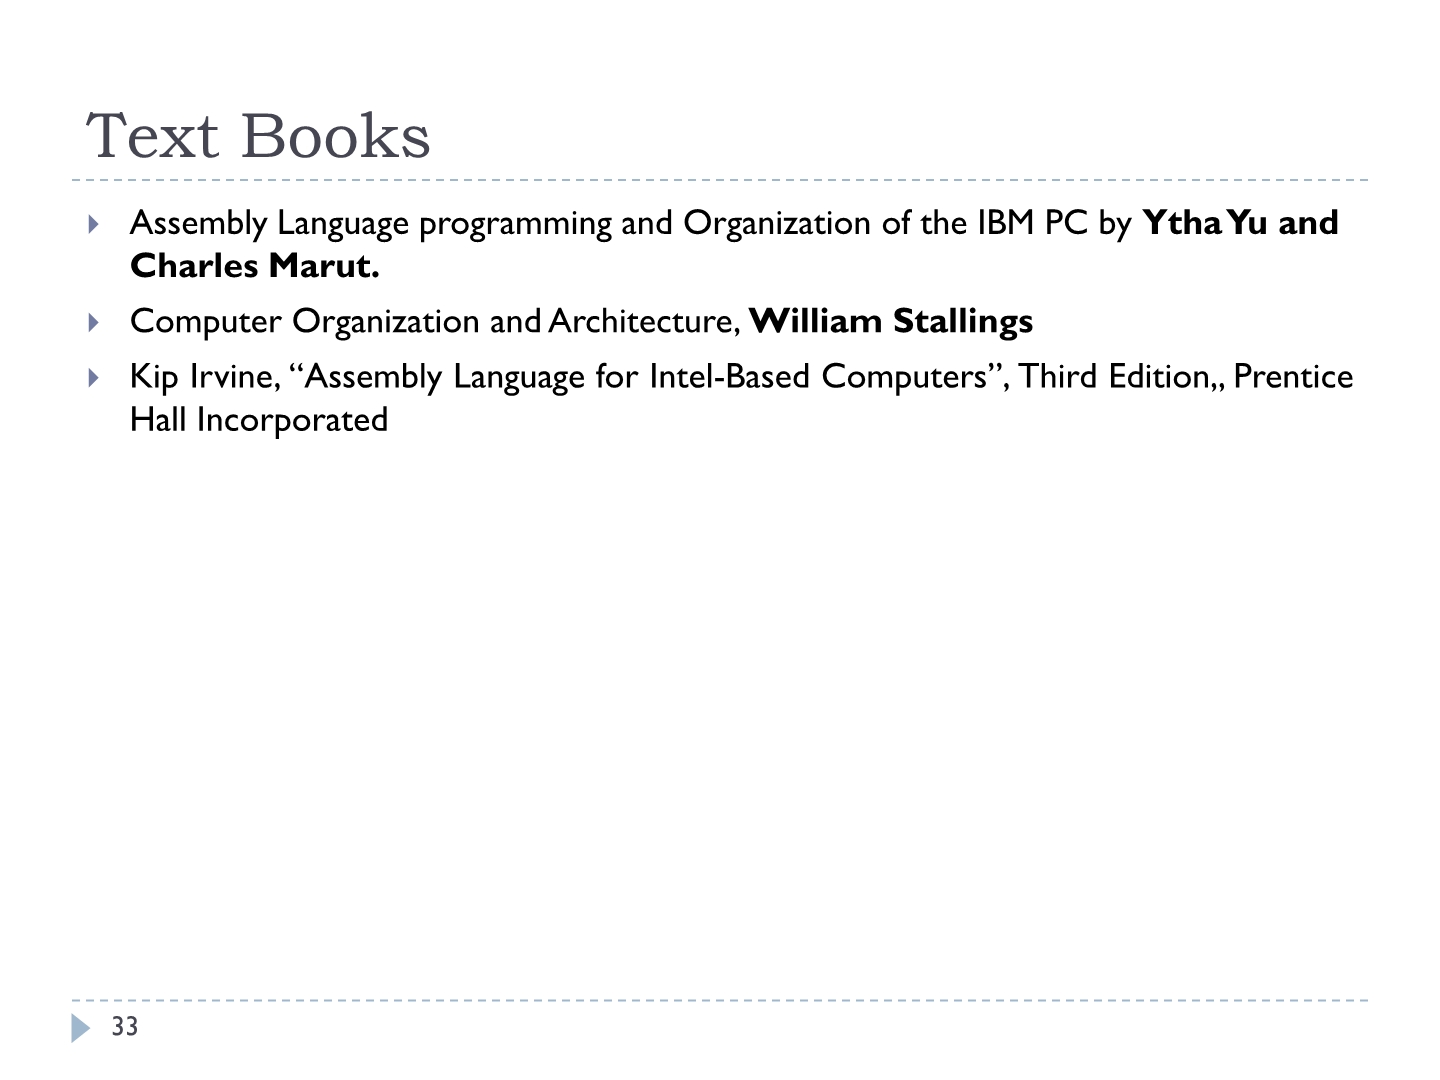 Text Books
Assembly Language programming and Organization of the IBM PC by Ytha Yu and
Charles Marut.
Computer Organization and Architecture, William Stallings
Kip Irvine, “Assembly Language for Intel-Based Computers”, Third Edition,, Prentice
Hall Incorporated
33